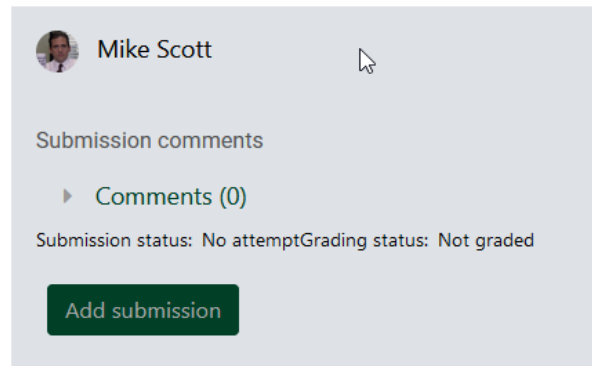 Mike Scott
Submission comments
Comments (0)
Submission status: No attemptGrading status: Not graded
Add submission